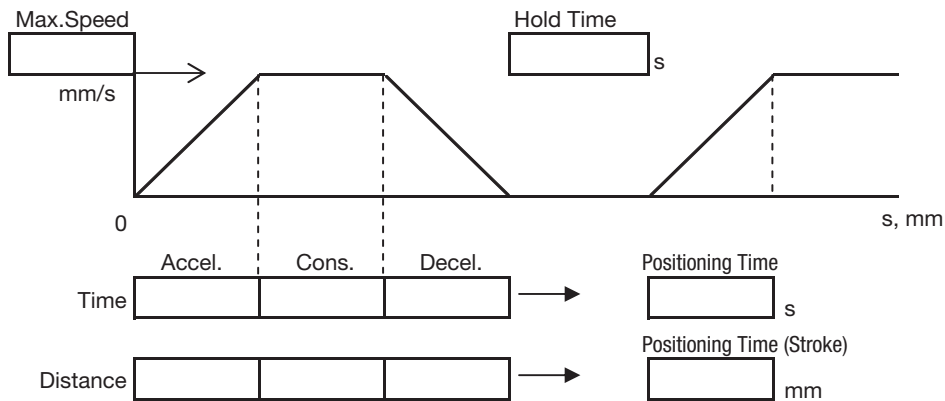 Max.Speed
Hold Time
s
mm/s
0
s, mm
Accel.
Cons.
Decel.
Positioning Time
Time
s
Positioning Time (Stroke)
Distance
mm